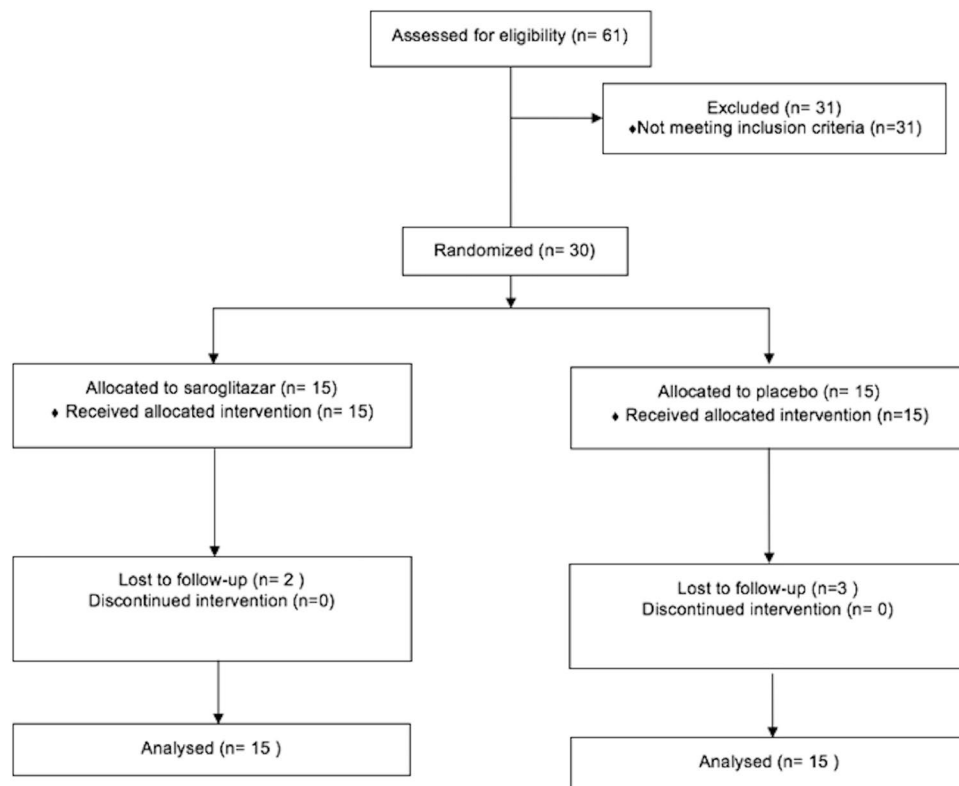 Assessed for eligibility (n= 61)
Excluded (n= 31)
♦Not meeting inclusion criteria (n=31)
Randomized (n= 30)
Allocated to saroglitazar (n= 15)
♦ Received allocated intervention (n= 15)
Allocated to placebo (n= 15)
♦ Received allocated intervention (n=15)
Lost to follow-up (n= 2 )
Discontinued intervention (n=0)
Lost to follow-up (n=3 )
Discontinued intervention (n= 0)
Analysed (n= 15 )
Analysed (n= 15 )